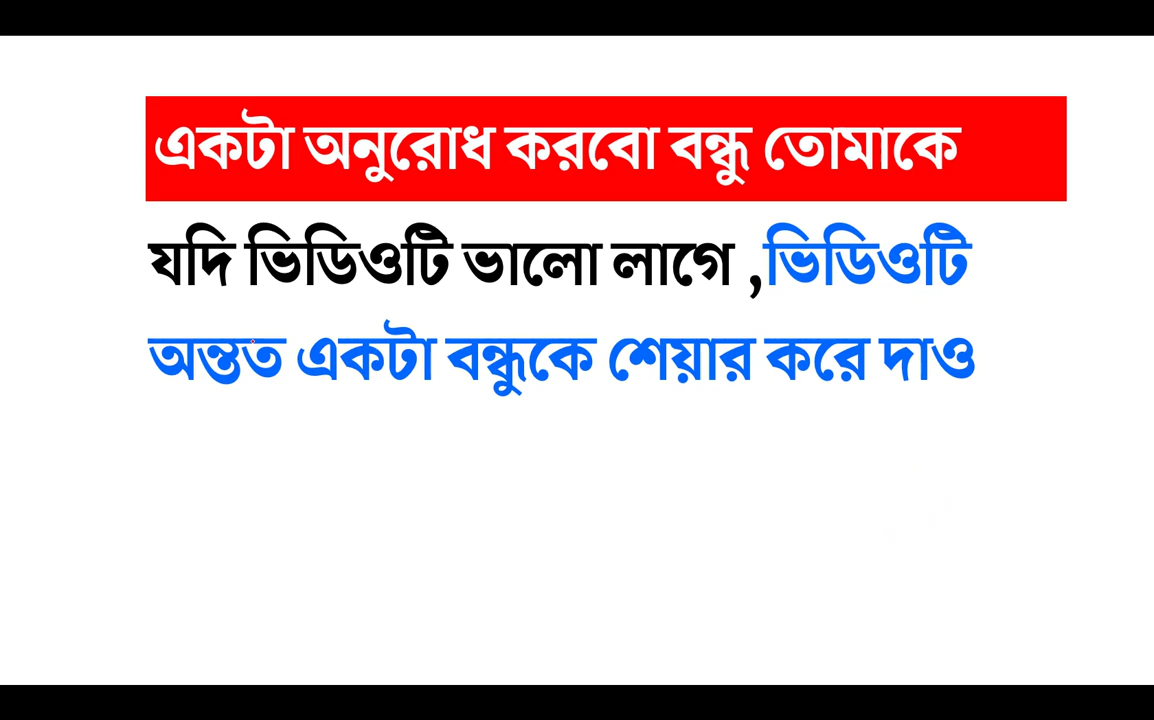 একটা অনুরোধ করবো বন্ধু তোমাকে
যদি ভিডিওটি ভালো লাগে ,ভিডিওটি
অন্তত একটা বন্ধুকে শেয়ার করে দাও